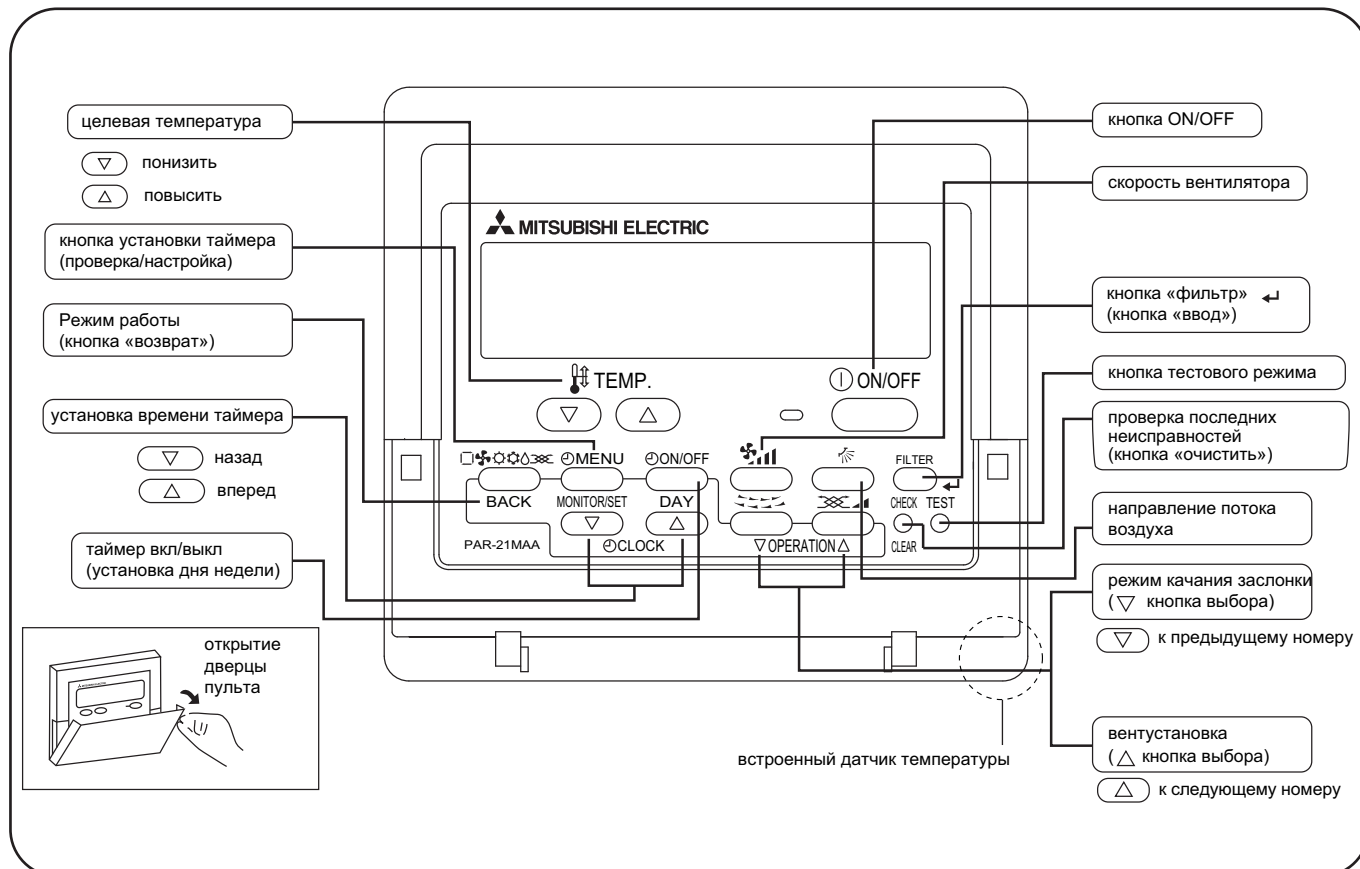 целевая температура
понизить
повысить
кнопка установки таймера
(проверка/настройка)
Режим работы
(кнопка «возврат»)
установка времени таймера
назад
вперед
таймер вкл/выкл
(установка дня недели)
открытие
дверцы
пульта
MITSUBISHI ELECTRIC
TEMP.
ON/OFF
MENU
ON/OFF
FILTER
BACK
MONITOR/SET
DAY
CHECK
TEST
PAR-21MAA
CLOCK
OPERATION
CLEAR
встроенный датчик температуры
кнопка ON/OFF
скорость вентилятора
кнопка «фильтр»
(кнопка «ввод»)
кнопка тестового режима
проверка последних
неисправностей
(кнопка «очистить»)
направление потока
воздуха
режим качания заслонки
(▽ кнопка выбора)
к предыдущему номеру
вентустановка
(△ кнопка выбора)
к следующему номеру